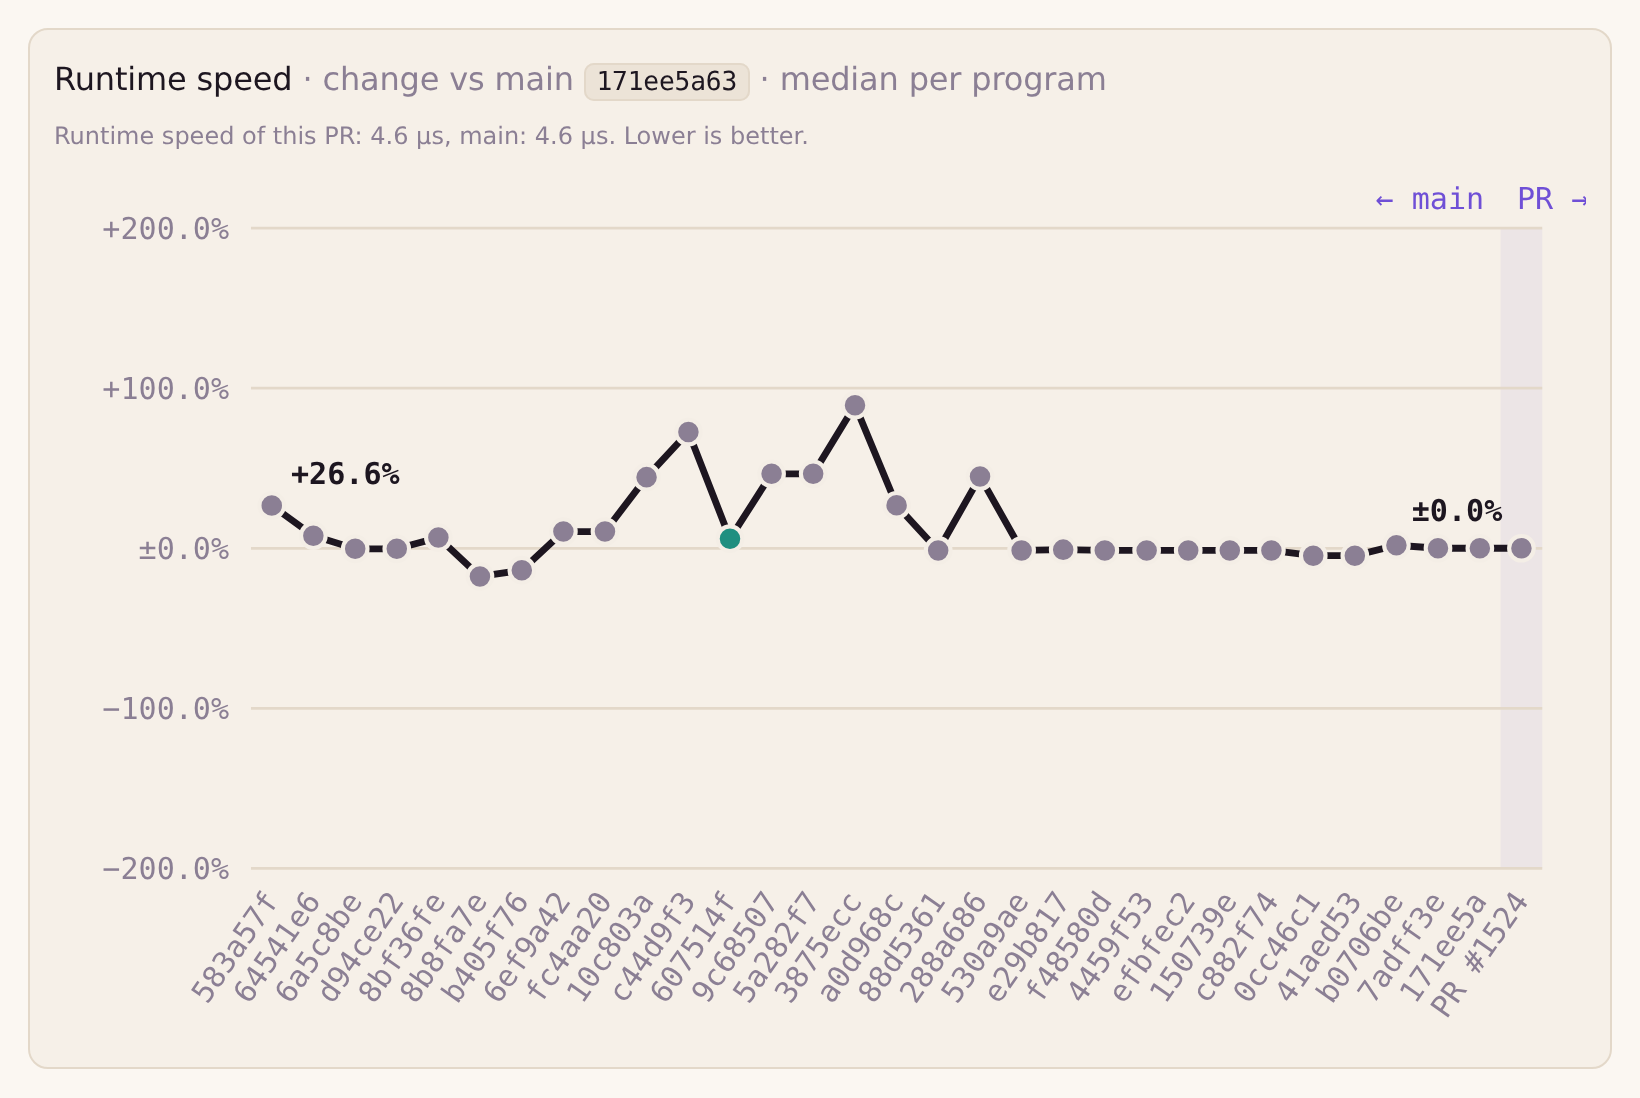 Runtime speed · change vs main 171ee5a63 · median per program
Runtime speed of this PR: 4.6 µs, main: 4.6 µs. Lower is better.
← main PR →
+200.0%
+100.0%
±0.0%
−100.0%
−200.0%
+26.6%
±0.0%
583a57f
64541e6
6a5c8be
d94ce22
8bf36fe
8b8fa7e
b405f76
6ef9a42
fc4aa20
10c803a
c44d9f3
607514f
9c68507
5a282f7
3875ecc
a0d968c
88d5361
288a686
530a9ae
e29b817
f48580d
4459f53
efbfec2
150739e
c882f74
0cc46c1
41aed53
b0706be
7adff3e
171ee5a
PR #1524